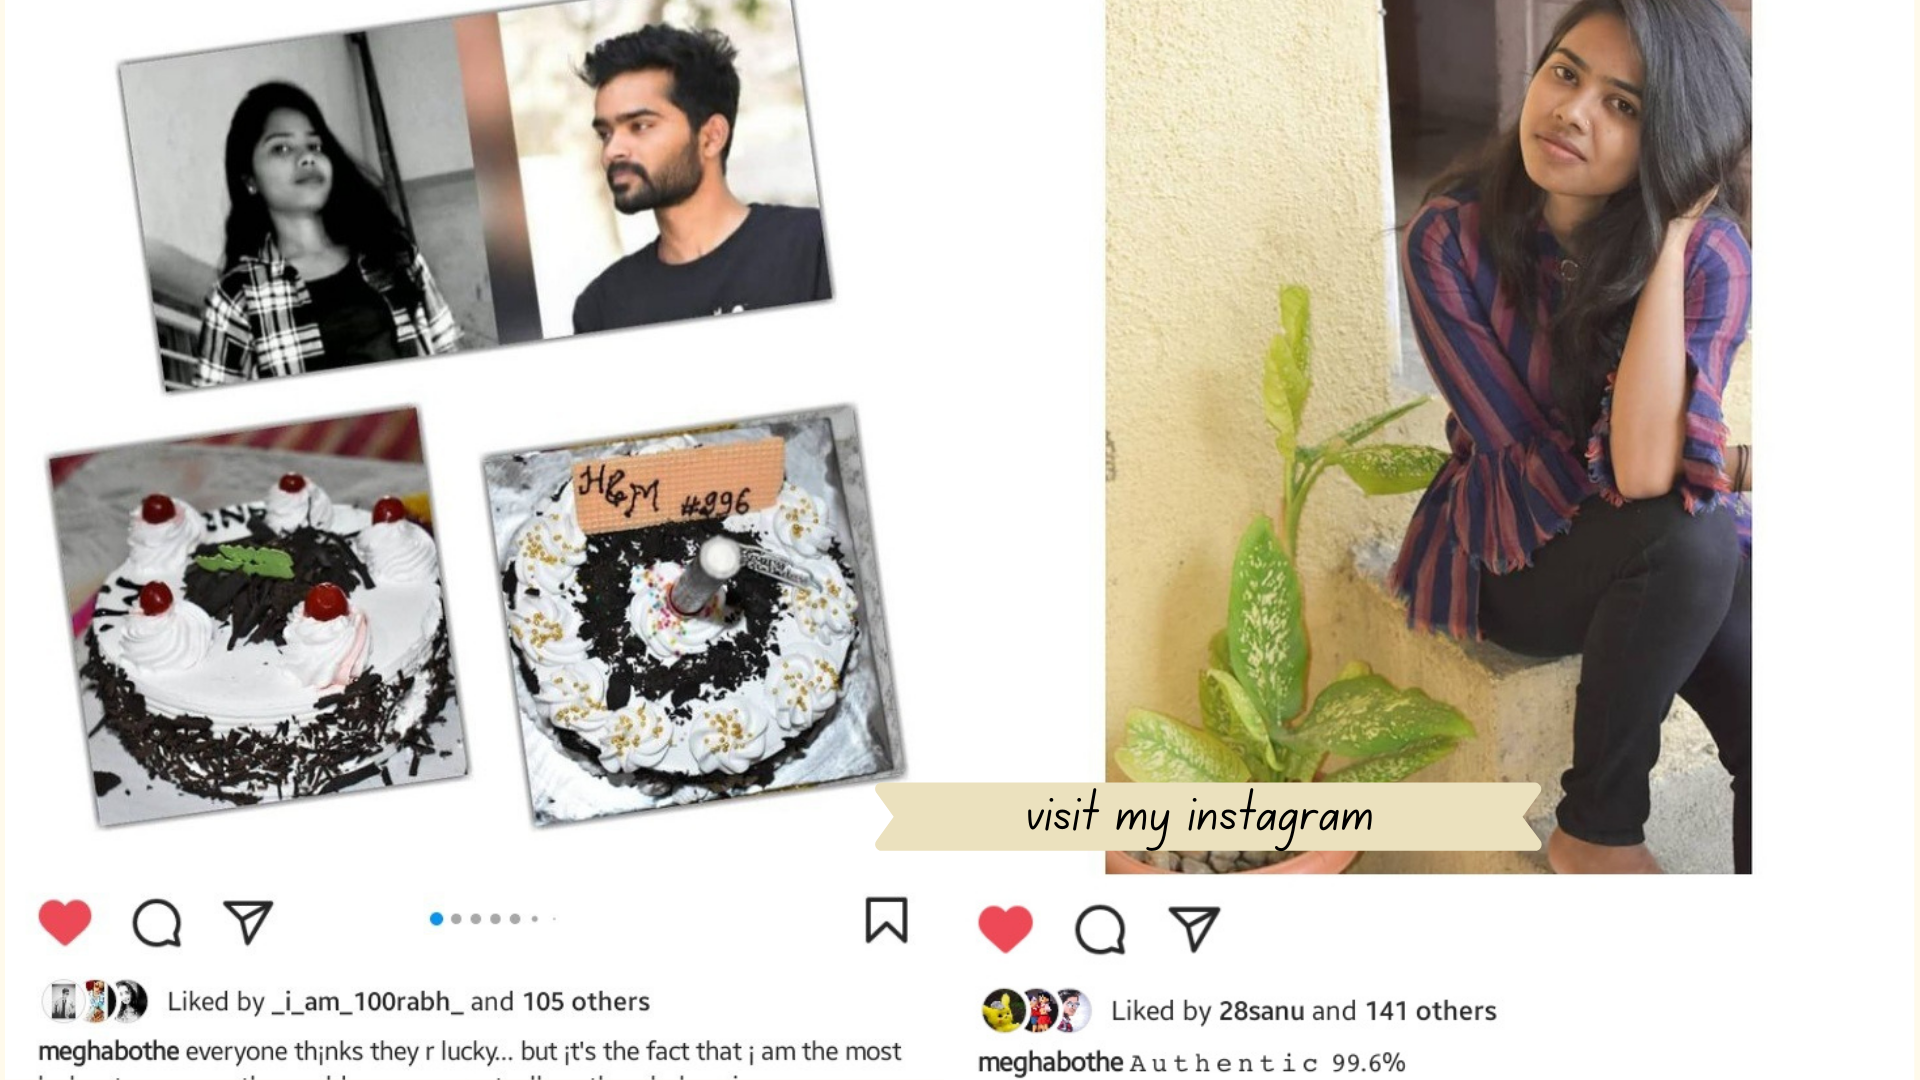 H&M #996
visit my instagram
Liked by _i_am_100rabh_ and 105 others
meghabothe everyone th¡nks they r lucky... but ¡t's the fact that ¡ am the most
Liked by 28sanu and 141 others
meghabothe Authentic 99.6%